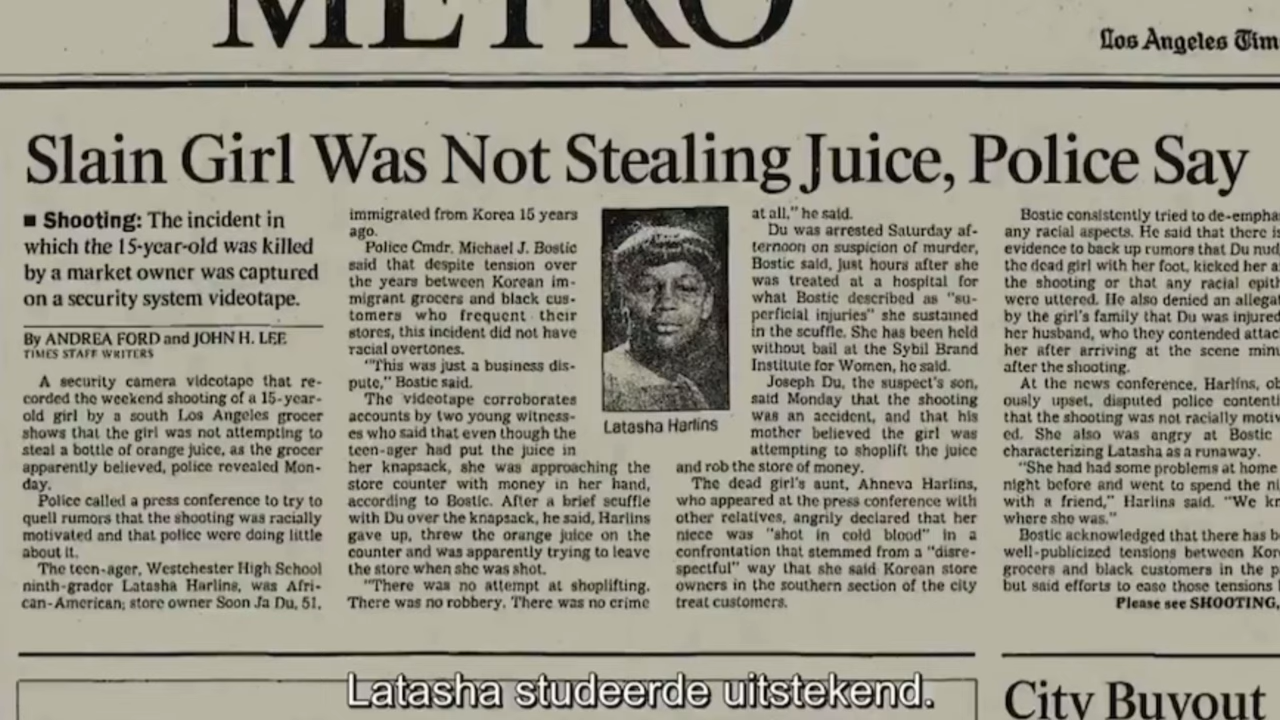 METRO
Los Angeles Tim
Slain Girl Was Not Stealing Juice, Police Say
■ Shooting: The incident in
which the 15-year-old was killed
by a market owner was captured
on a security system videotape.
By ANDREA FORD and JOHN H. LEE
TIMES STAFF WRITERS
A security camera videotape that re-
corded the weekend shooting of a 15-year-
old girl by a south Los Angeles grocer
shows that the girl was not attempting to
steal a bottle of orange juice, as the grocer
apparently believed, police revealed Mon-
day.
Police called a press conference to try to
quell rumors that the shooting was racially
motivated and that police were doing little
about it.
The teen-ager, Westchester High School
ninth-grader Latasha Harlins, was Afri-
can-American; store owner Soon Ja Du, 51,
immigrated from Korea 15 years
ago.
Police Cmdr. Michael J. Bostic
said that despite tension over
the years between Korean im-
migrant grocers and black cus-
tomers who frequent their
stores, this incident did not have
racial overtones.
"This was just a business dis-
pute," Bostic said.
The videotape corroborates
accounts by two young witness-
es who said that even though the
teen-ager had put the juice in
her knapsack, she was approaching the
store counter with money in her hand,
according to Bostic. After a brief scuffle
with Du over the knapsack, he said, Harlins
gave up, threw the orange juice on the
counter and was apparently trying to leave
the store when she was shot.
"There was no attempt at shoplifting.
There was no robbery. There was no crime
Latasha Harlins
at all," he said.
Du was arrested Saturday af-
ternoon on suspicion of murder,
Bostic said, just hours after she
was treated at a hospital for
what Bostic described as "su-
perficial injuries" she sustained
in the scuffle. She has been held
without bail at the Sybil Brand
Institute for Women, he said.
Joseph Du, the suspect's son,
said Monday that the shooting
was an accident, and that his
mother believed the girl was
attempting to shoplift the juice
and rob the store of money.
The dead girl's aunt, Ahneva Harlins,
who appeared at the press conference with
other relatives, angrily declared that her
niece was "shot in cold blood" in a
confrontation that stemmed from a "disre-
spectful" way that she said Korean store
owners in the southern section of the city
treat customers.
Bostic consistently tried to de-empha
any racial aspects. He said that there is
evidence to back up rumors that Du nud
the dead girl with her foot, kicked her a
the shooting or that any racial epith
were uttered. He also denied an allegat
by the girl's family that Du was injured
her husband, who they contended attac
her after arriving at the scene minu
after the shooting.
At the news conference, Harlins, ob
ously upset, disputed police contenti
that the shooting was not racially motiv
ed. She also was angry at Bostic
characterizing Latasha as a runaway.
"She had had some problems at home
night before and went to spend the ni
with a friend," Harlins said. "We kn
where she was."
Bostic acknowledged that there has b
well-publicized tensions between Kor
grocers and black customers in the p
but said efforts to ease those tensions
Please see SHOOTING,
City Buyout
Latasha studeerde uitstekend.